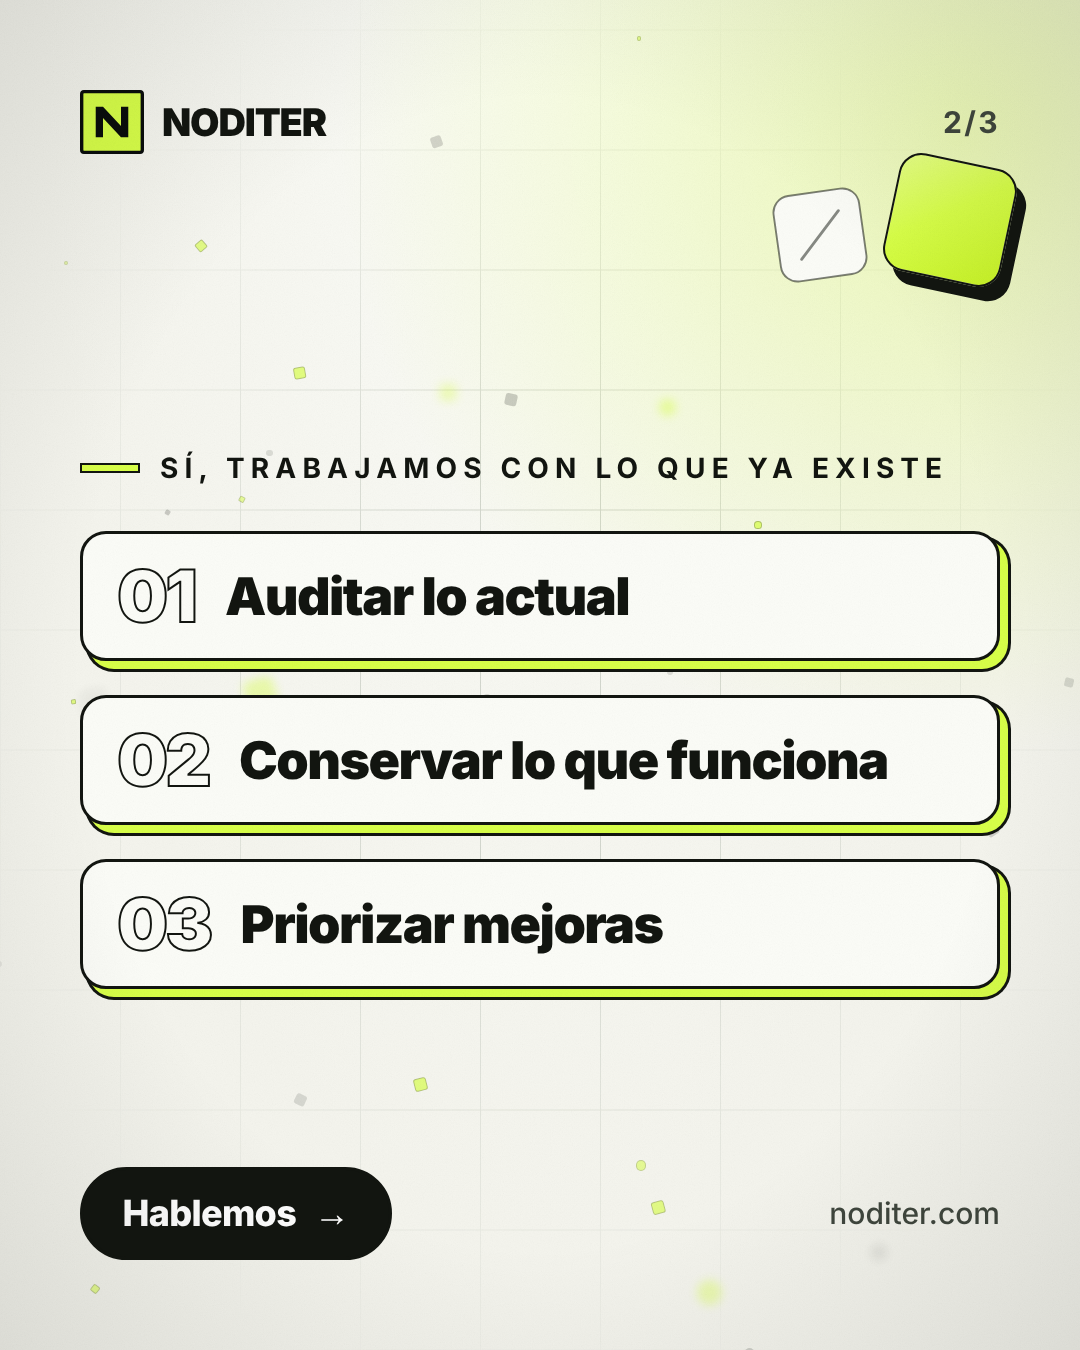 N NODITER
2/3
SÍ, TRABAJAMOS CON LO QUE YA EXISTE
01 Auditar lo actual
02 Conservar lo que funciona
03 Priorizar mejoras
Hablemos →
noditer.com